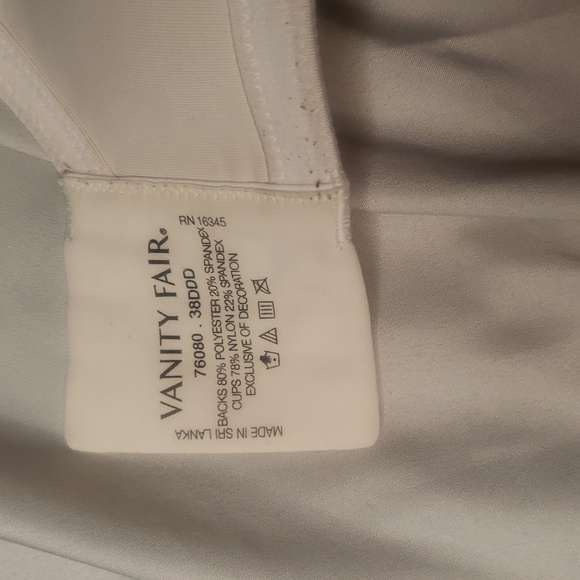 RN 16345
VANITY FAIR®
76080 . 38DDD
BACKS 80% POLYESTER 20% SPANDEX
CUPS 78% NYLON 22% SPANDEX
EXCLUSIVE OF DECORATION
MADE IN SRI LANKA